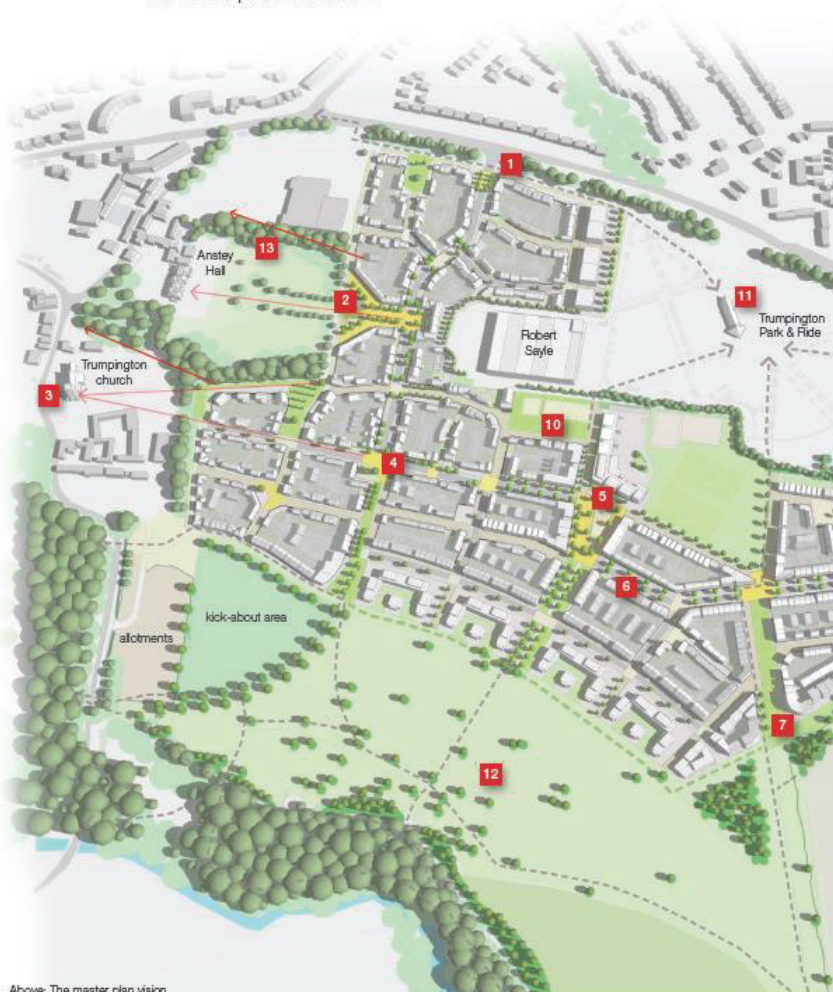 1
13
Anstey
Hall
2
11
Trumpington
Park & Ride
Robert
Sayle
Trumpington
church
3
10
4
5
6
kick-about area
allotments
7
12
Above: The master plan vision